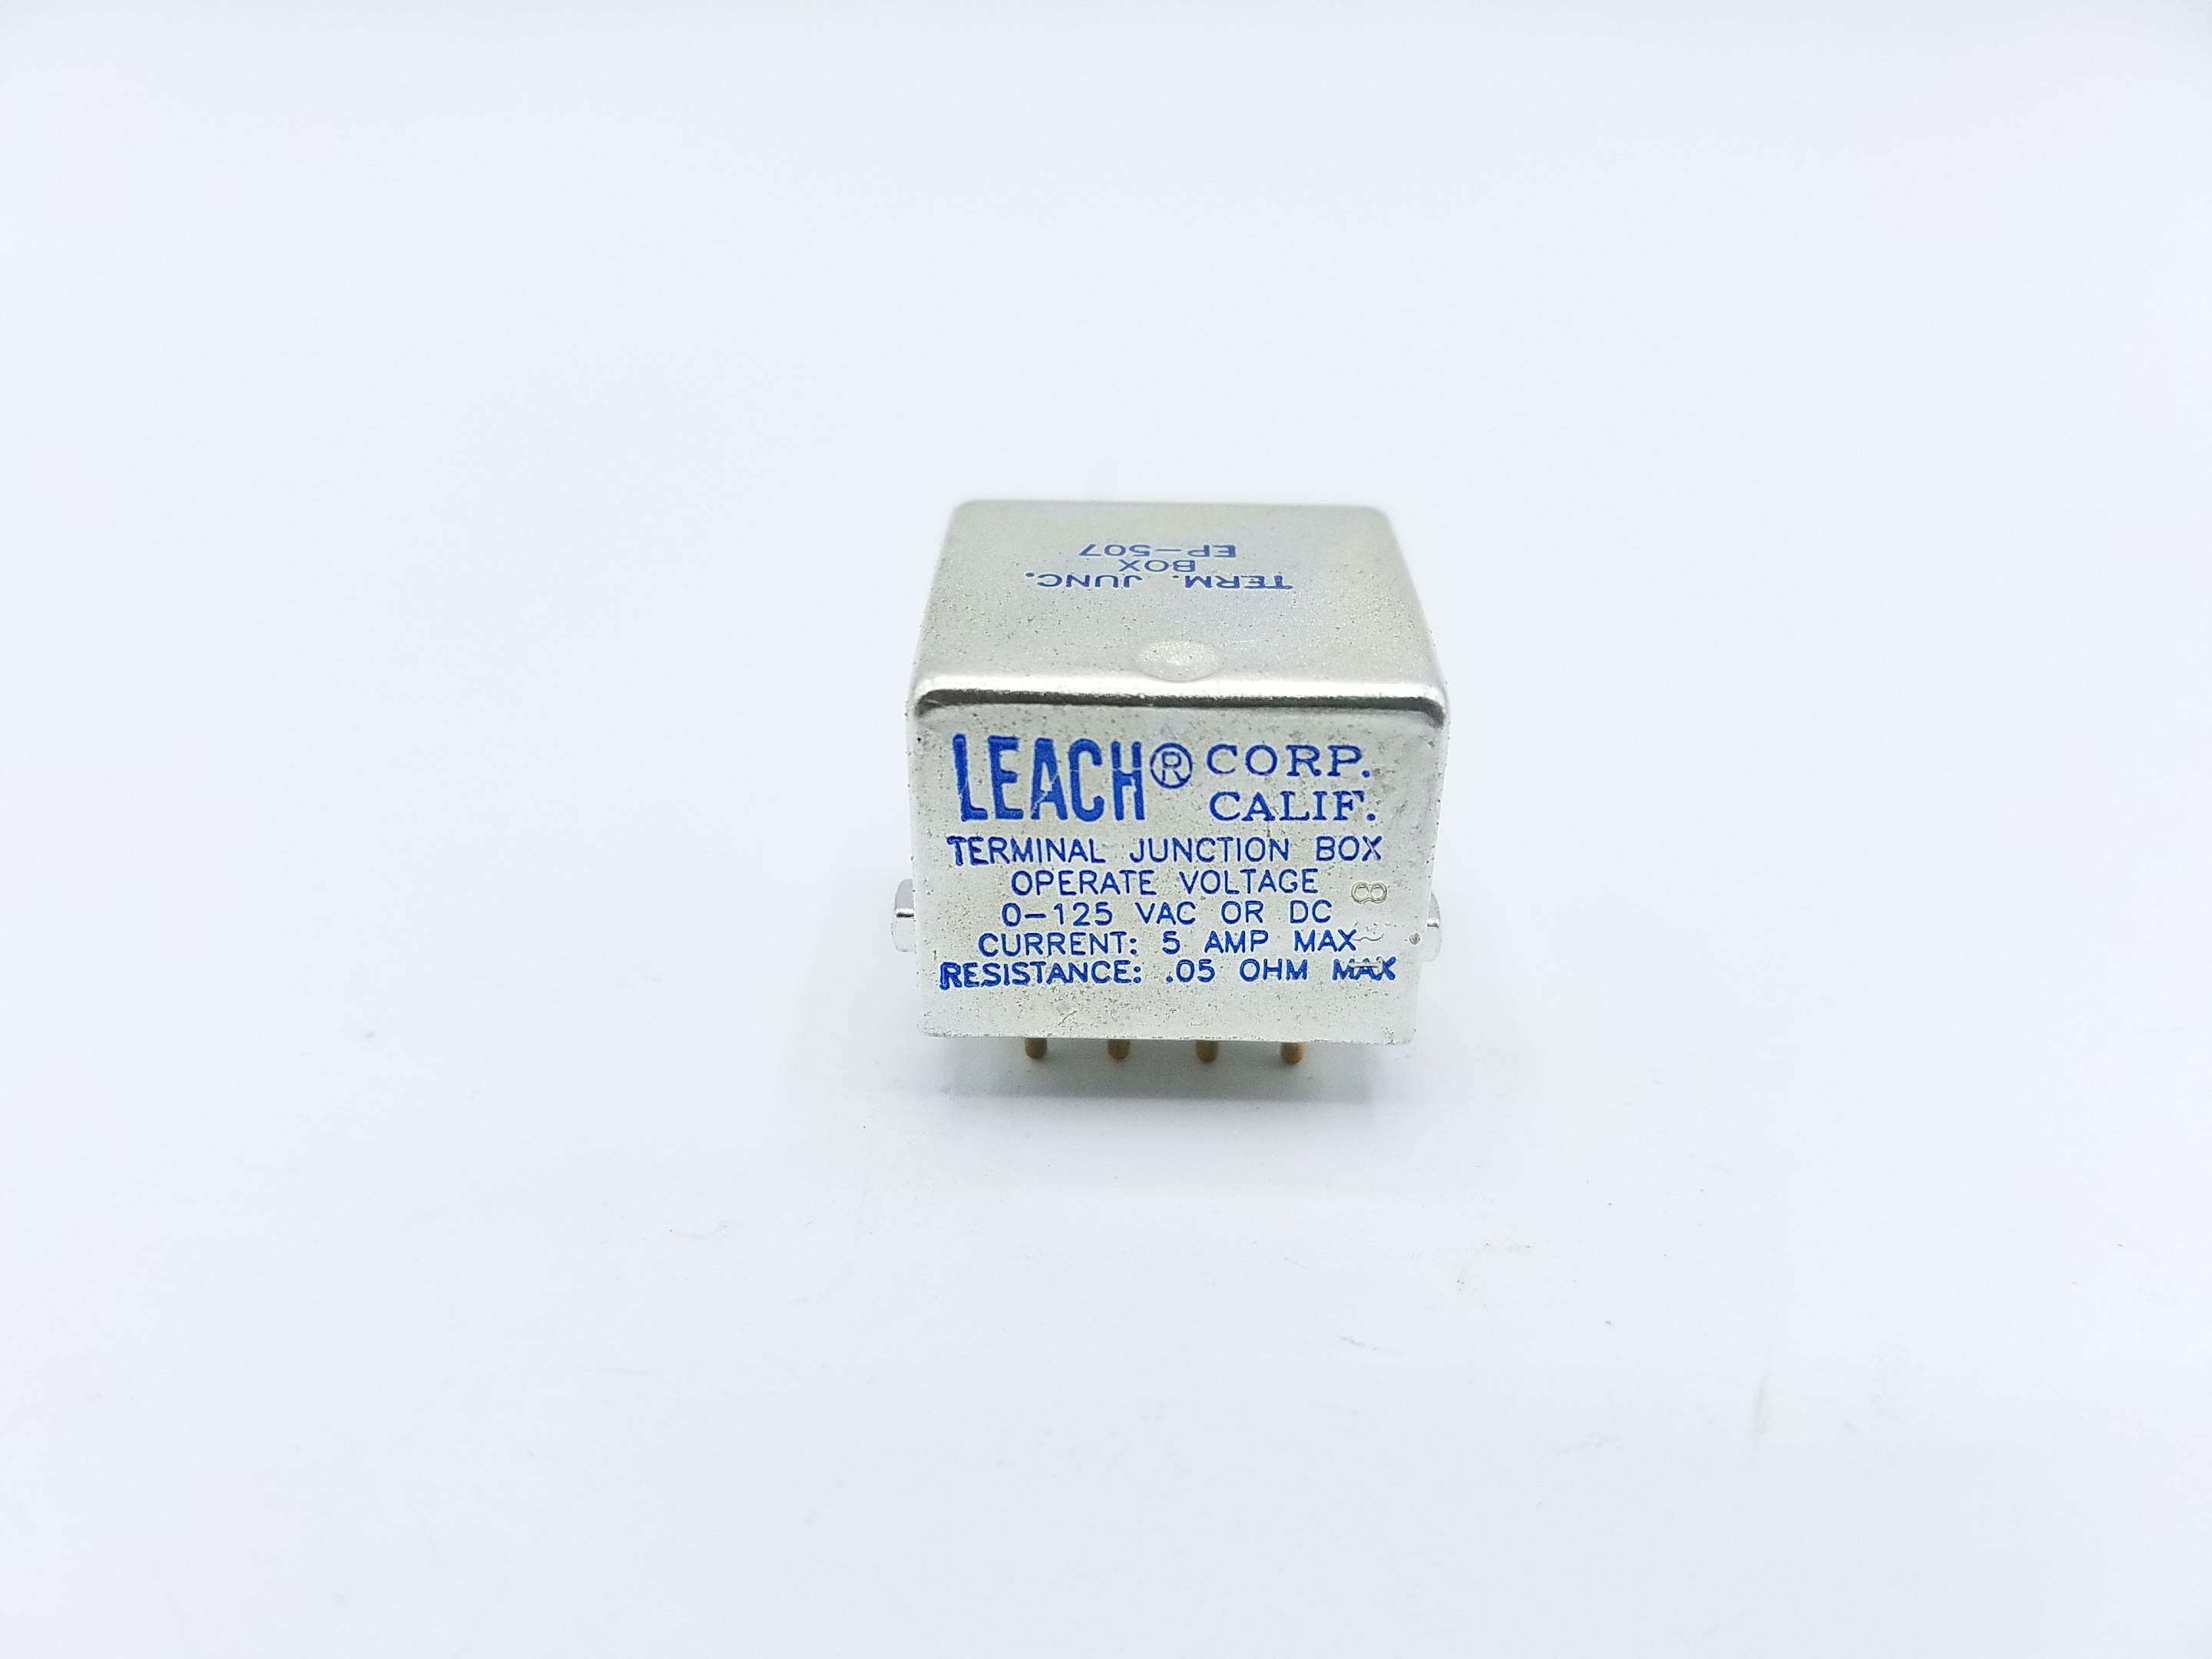 TERM. JUNC.
BOX
EP-507
LEACH® CORP.
CALIF.
TERMINAL JUNCTION BOX
OPERATE VOLTAGE
0-125 VAC OR DC
CURRENT: 5 AMP MAX
RESISTANCE: .05 OHM MAX